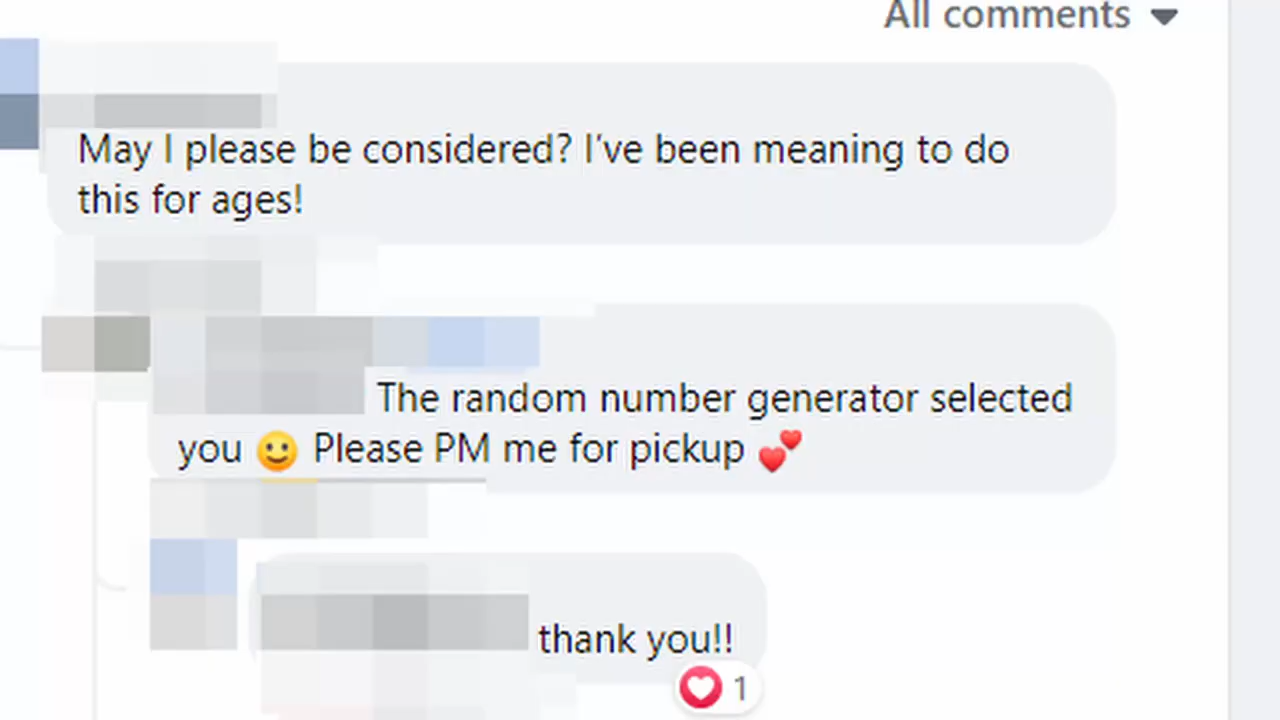 All comments
May I please be considered? I've been meaning to do
this for ages!
The random number generator selected
you 🙂 Please PM me for pickup 💕
thank you!!
1